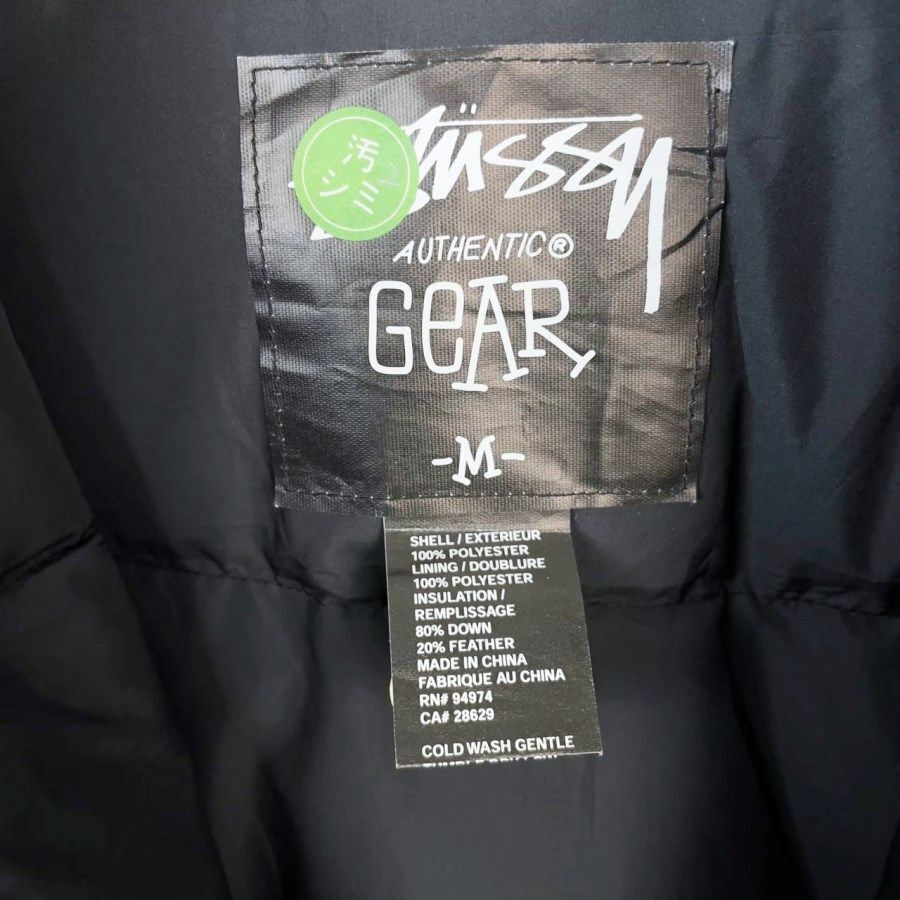 汚
シミ
Stüssy
AUTHENTIC®
GEAR
-M-
SHELL / EXTERIEUR
100% POLYESTER
LINING / DOUBLURE
100% POLYESTER
INSULATION /
REMPLISSAGE
80% DOWN
20% FEATHER
MADE IN CHINA
FABRIQUE AU CHINA
RN# 94974
CA# 28629
COLD WASH GENTLE